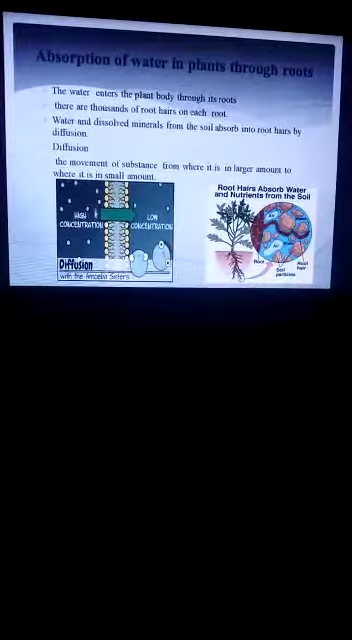 Absorption of water in plants through roots
The water enters the plant body through its roots
there are thousands of root hairs on each root.
Water and dissolved minerals from the soil absorb into root hairs by
diffusion.
Diffusion
the movement of substance from where it is in larger amount to
where it is in small amount.
HIGH
CONCENTRATION
LOW
CONCENTRATION
Diffusion
with the Amoeba Sisters
Root Hairs Absorb Water
and Nutrients from the Soil
Air
Root
Soil
particles
Root
hair